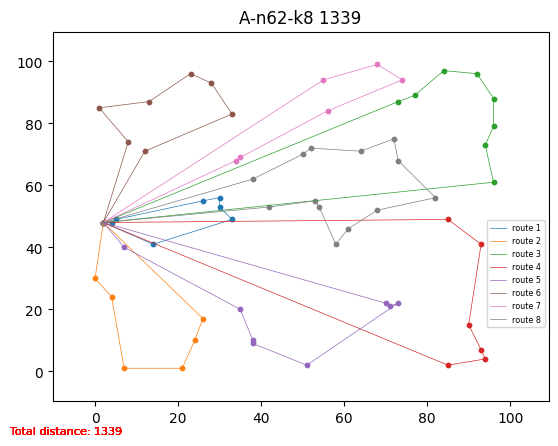 A-n62-k8 1339
100
80
60
40
20
0
0 20 40 60 80 100
route 1
route 2
route 3
route 4
route 5
route 6
route 7
route 8
Total distance: 1339